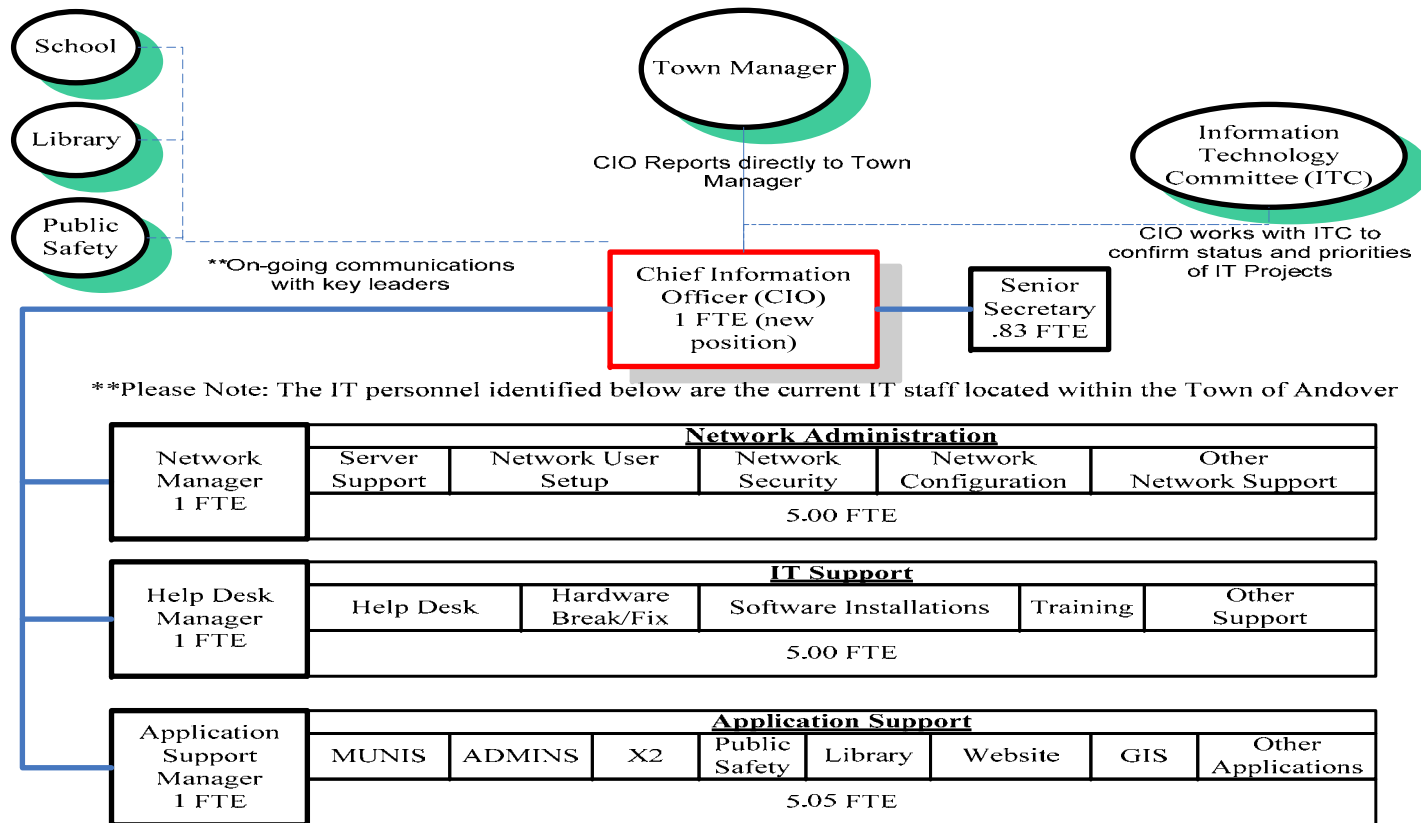 School
Library
Public
Safety
Town Manager
CIO Reports directly to Town
Manager
Information
Technology
Committee (ITC)
CIO works with ITC to
confirm status and priorities
of IT Projects
**On-going communications
with key leaders
Chief Information
Officer (CIO)
1 FTE (new
position)
Senior
Secretary
.83 FTE
**Please Note: The IT personnel identified below are the current IT staff located within the Town of Andover
Network
Manager
1 FTE
Network Administration
Server
Support
Network User
Setup
Network
Security
Network
Configuration
Other
Network Support
5.00 FTE
Help Desk
Manager
1 FTE
IT Support
Help Desk
Hardware
Break/Fix
Software Installations
Training
Other
Support
5.00 FTE
Application
Support
Manager
1 FTE
Application Support
MUNIS
ADMINS
X2
Public
Safety
Library
Website
GIS
Other
Applications
5.05 FTE